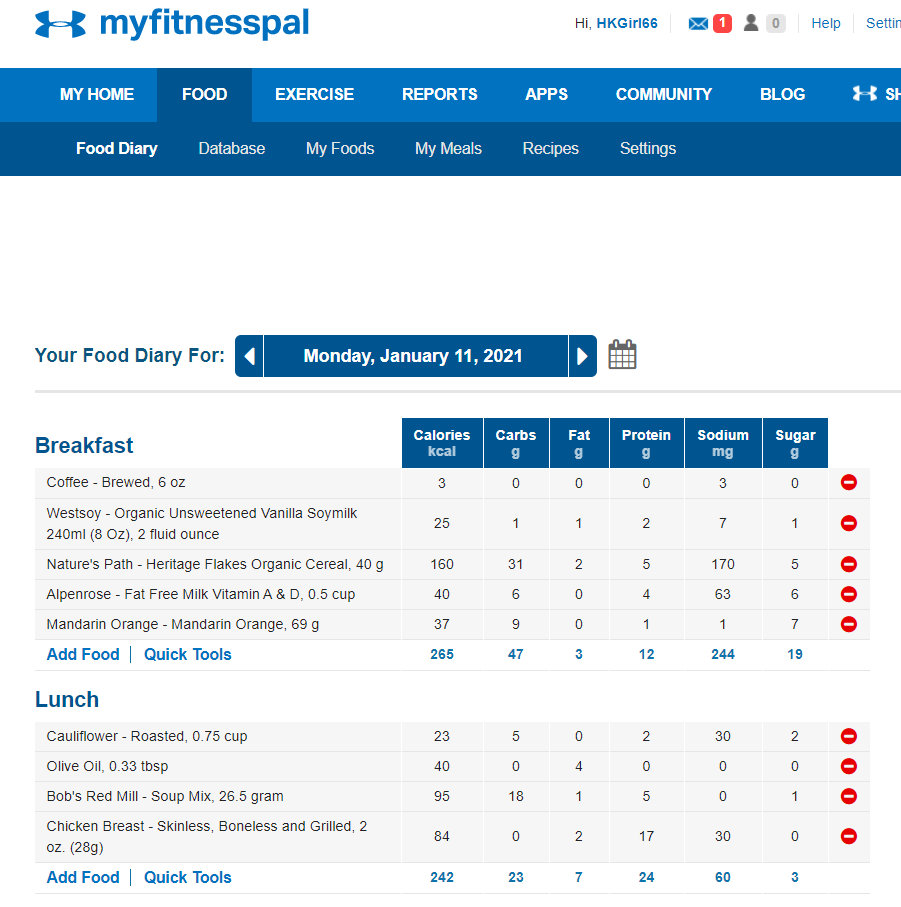 myfitnesspal
Hi, HKGirl66 1 0 Help Settin
MY HOME FOOD EXERCISE REPORTS APPS COMMUNITY BLOG SH
Food Diary Database My Foods My Meals Recipes Settings
Your Food Diary For: Monday, January 11, 2021
Breakfast Calories kcal Carbs g Fat g Protein g Sodium mg Sugar g
Coffee - Brewed, 6 oz 3 0 0 0 3 0
Westsoy - Organic Unsweetened Vanilla Soymilk
240ml (8 Oz), 2 fluid ounce 25 1 1 2 7 1
Nature's Path - Heritage Flakes Organic Cereal, 40 g 160 31 2 5 170 5
Alpenrose - Fat Free Milk Vitamin A & D, 0.5 cup 40 6 0 4 63 6
Mandarin Orange - Mandarin Orange, 69 g 37 9 0 1 1 7
Add Food | Quick Tools 265 47 3 12 244 19
Lunch
Cauliflower - Roasted, 0.75 cup 23 5 0 2 30 2
Olive Oil, 0.33 tbsp 40 0 4 0 0 0
Bob's Red Mill - Soup Mix, 26.5 gram 95 18 1 5 0 1
Chicken Breast - Skinless, Boneless and Grilled, 2
oz. (28g) 84 0 2 17 30 0
Add Food | Quick Tools 242 23 7 24 60 3